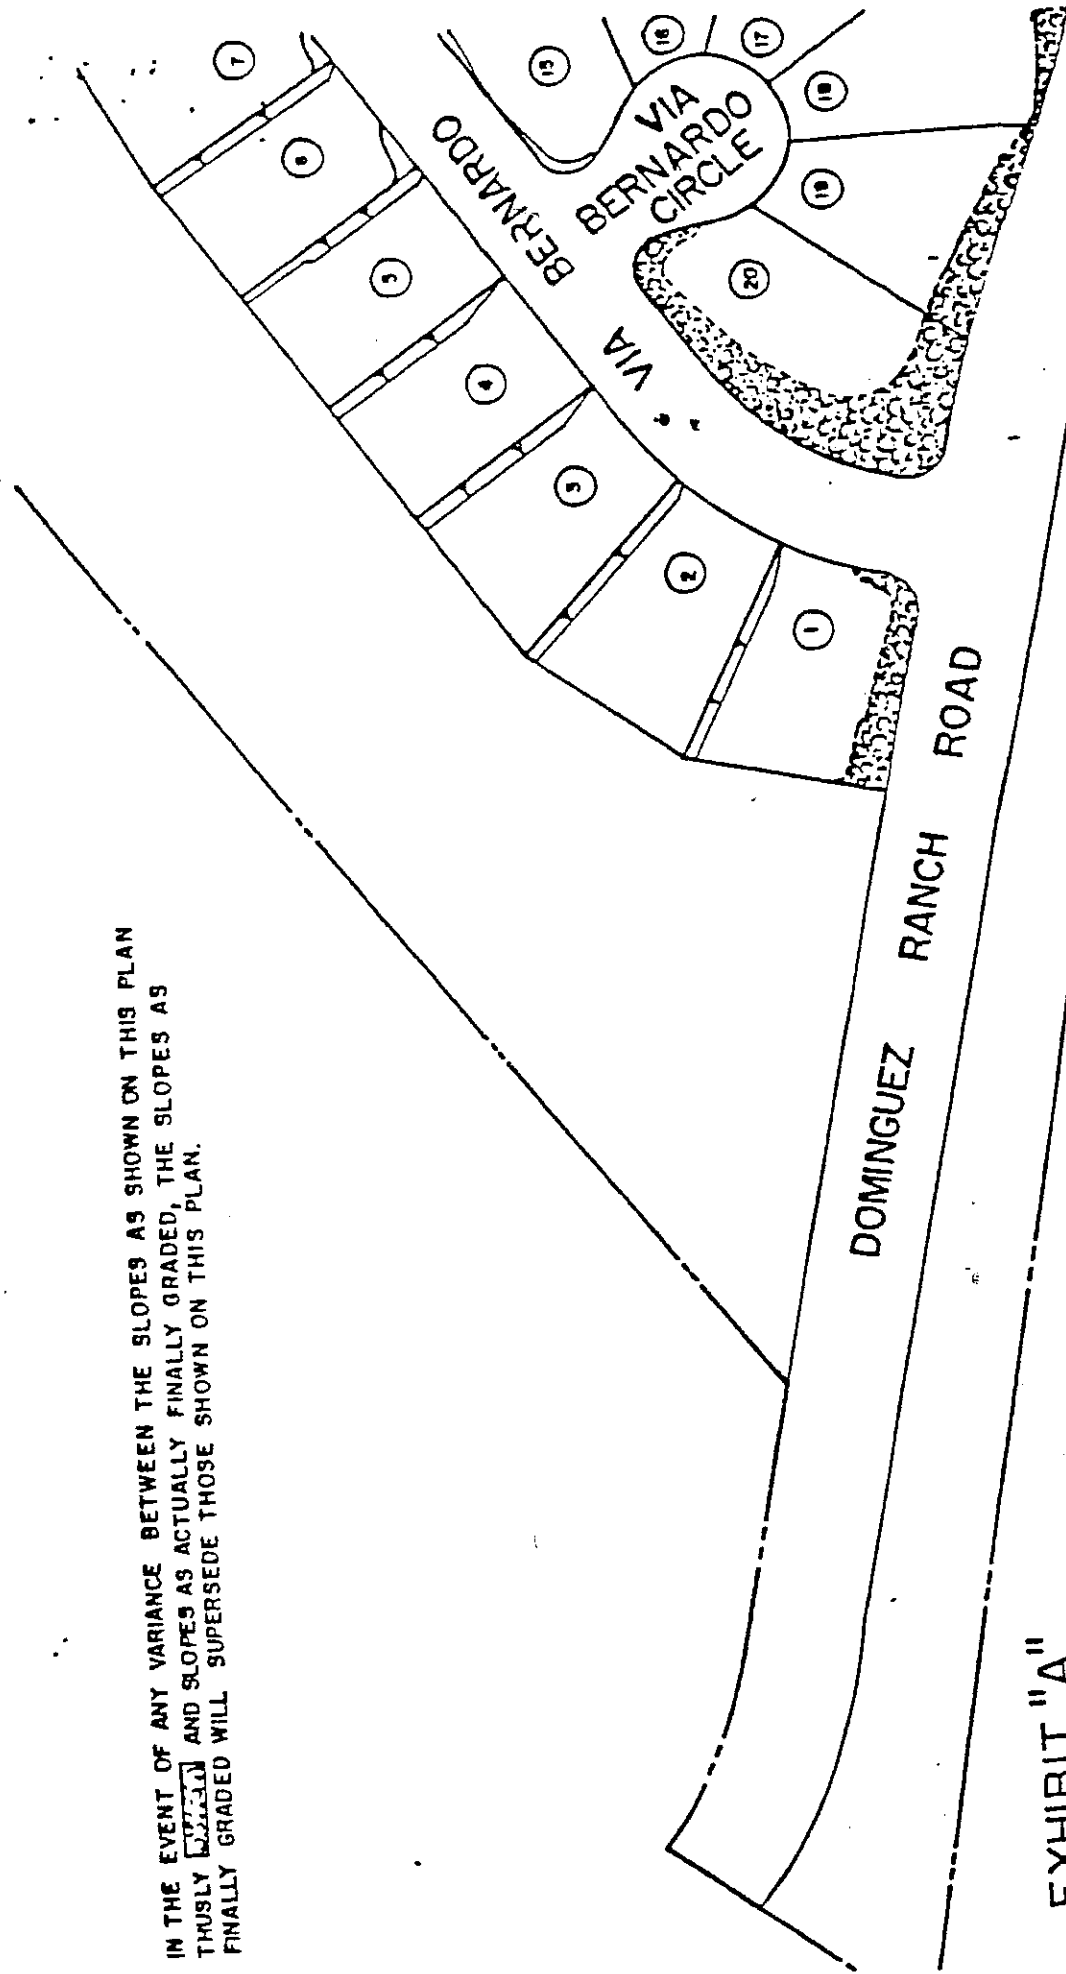 IN THE EVENT OF ANY VARIANCE BETWEEN THE SLOPES AS SHOWN ON THIS PLAN
THUSLY AND SLOPES AS ACTUALLY FINALLY GRADED, THE SLOPES AS
FINALLY GRADED WILL SUPERSEDE THOSE SHOWN ON THIS PLAN.
7
6
5
4
3
2
1
15
16
17
18
19
20
VIA BERNARDO
VIA
BERNARDO
CIRCLE
DOMINGUEZ RANCH ROAD
EXHIBIT "A"